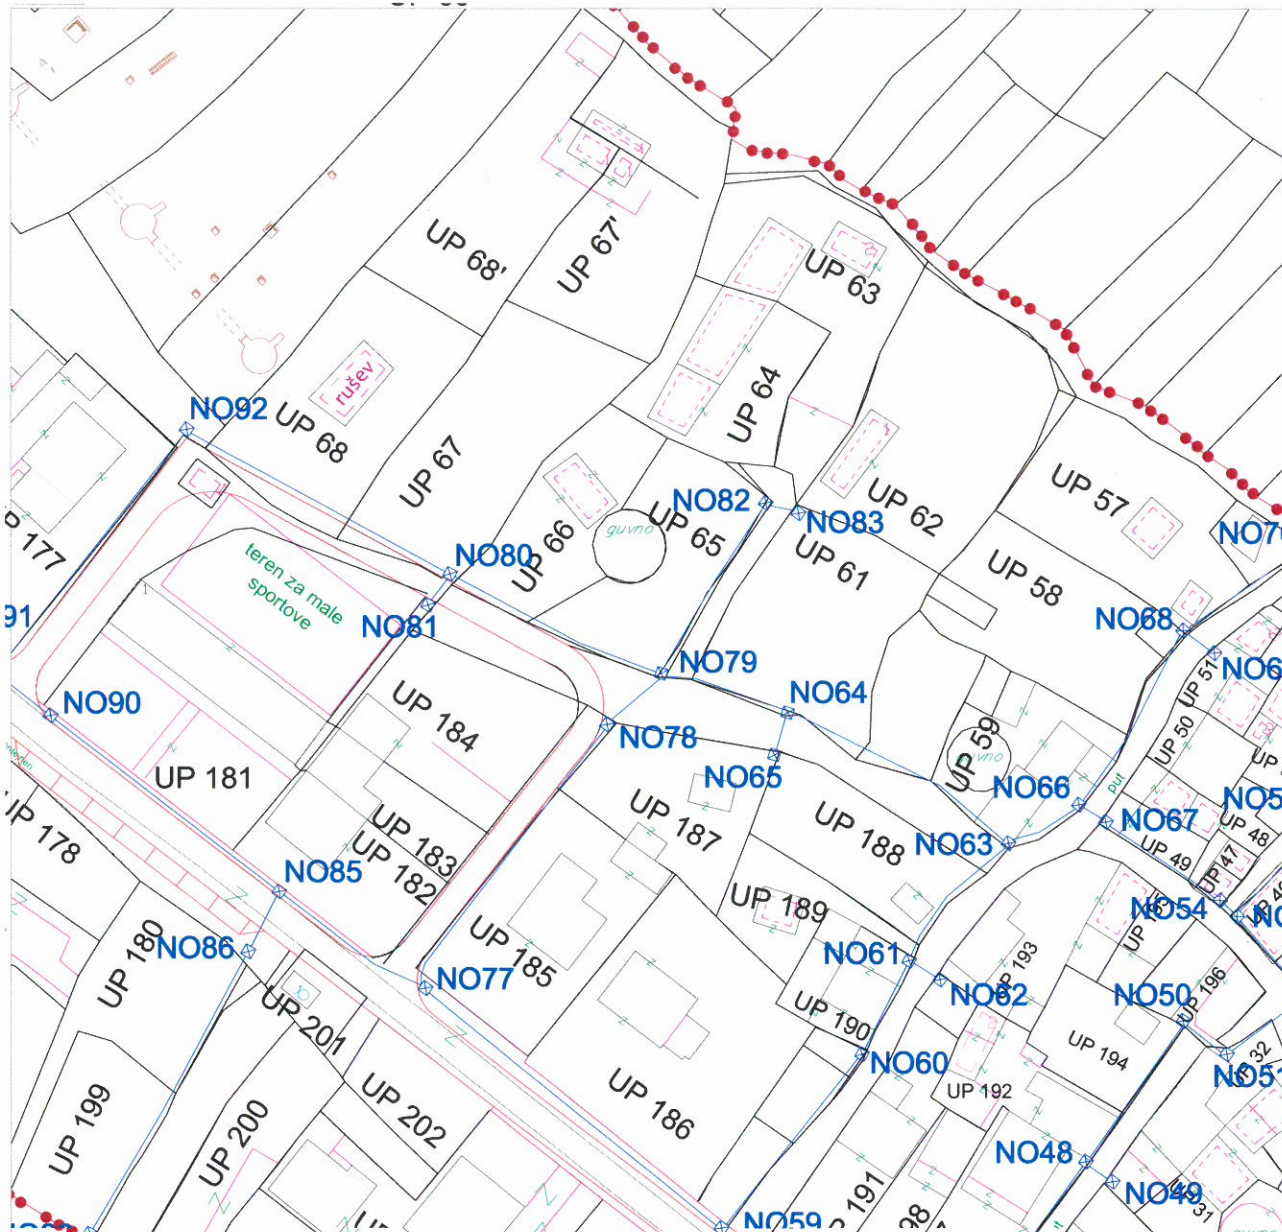 UP 68'
UP 67'
UP 63
rušev
UP 64
NO92
UP 68
UP 67
UP 57
NO82
UP 62
UP 66
guvno
UP 65
NO83
UP 177
teren za male
sportove
NO80
UP 61
UP 58
NO81
NO68
NO79
UP 51
NO90
UP 184
NO64
NO78
UP 59
guvno
UP 50
NO65
UP 181
NO66
put
UP 178
UP 183
UP 182
UP 187
UP 188
NO63
NO67
UP 48
UP 49
UP 47
NO85
UP 189
NO54
UP 180
NO86
UP 185
NO61
UP 193
NO77
NO62
NO50
UP 196
UP 201
UP 190
NO60
UP 194
NO51
UP 192
UP 199
UP 200
UP 202
UP 186
NO48
NO49
191
NO59